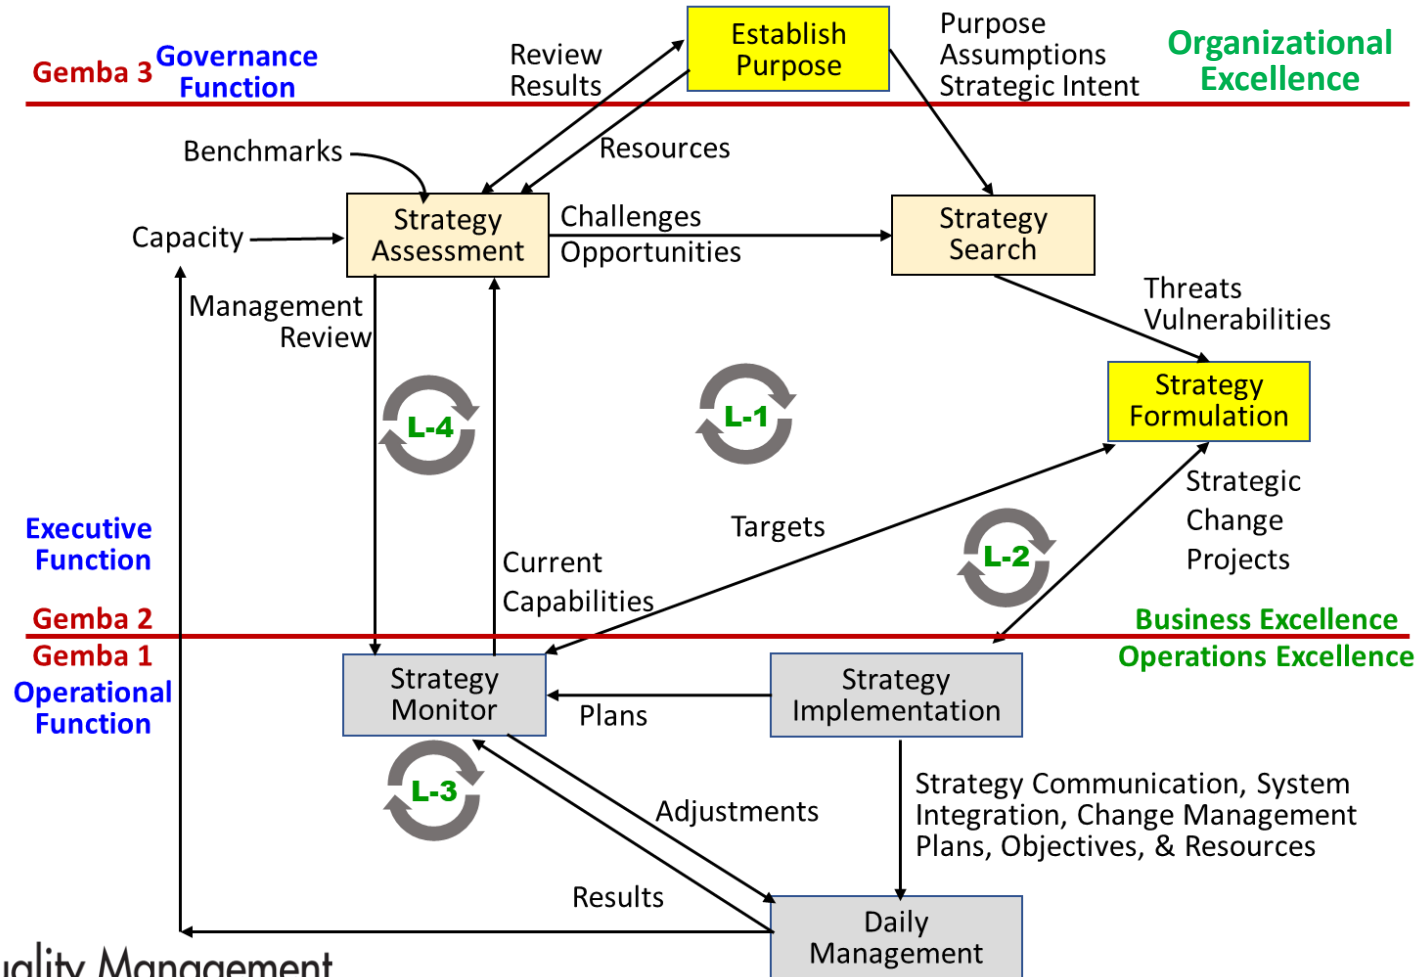 Gemba 3
Governance
Function
Review
Results
Establish
Purpose
Purpose
Assumptions
Strategic Intent
Organizational
Excellence
Benchmarks
Resources
Capacity
Strategy
Assessment
Challenges
Opportunities
Strategy
Search
Management
Review
Threats
Vulnerabilities
L-4
L-1
Strategy
Formulation
Executive
Function
Current
Capabilities
Targets
L-2
Strategic
Change
Projects
Gemba 2
Business Excellence
Gemba 1
Operations Excellence
Operational
Function
Strategy
Monitor
Plans
Strategy
Implementation
L-3
Adjustments
Strategy Communication, System
Integration, Change Management
Plans, Objectives, & Resources
Results
Daily
Management
Management